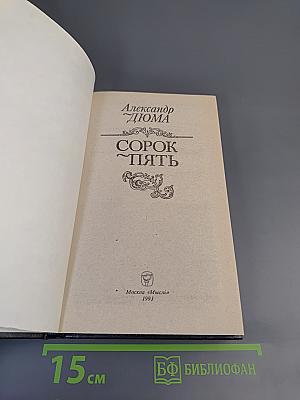 Александр
ДЮМА
СОРОК
ПЯТЬ
Москва «Мысль»
1993
15 см
БФ БИБЛИОФАН